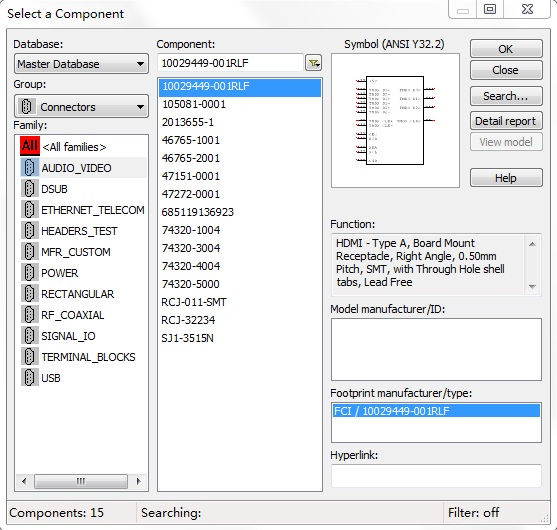 Select a Component
Database:
Master Database
Group:
Connectors
Family:
All <All families>
AUDIO_VIDEO
DSUB
ETHERNET_TELECOM
HEADERS_TEST
MFR_CUSTOM
POWER
RECTANGULAR
RF_COAXIAL
SIGNAL_IO
TERMINAL_BLOCKS
USB
Component:
10029449-001RLF
10029449-001RLF
105081-0001
2013655-1
46765-1001
46765-2001
47151-0001
47272-0001
685119136923
74320-1004
74320-3004
74320-4004
74320-5000
RCJ-011-SMT
RCJ-32234
SJ1-3515N
Symbol (ANSI Y32.2)
Function:
HDMI - Type A, Board Mount
Receptacle, Right Angle, 0.50mm
Pitch, SMT, with Through Hole shell
tabs, Lead Free
Model manufacturer/ID:
Footprint manufacturer/type:
FCI / 10029449-001RLF
Hyperlink:
OK
Close
Search...
Detail report
View model
Help
Components: 15
Searching:
Filter: off